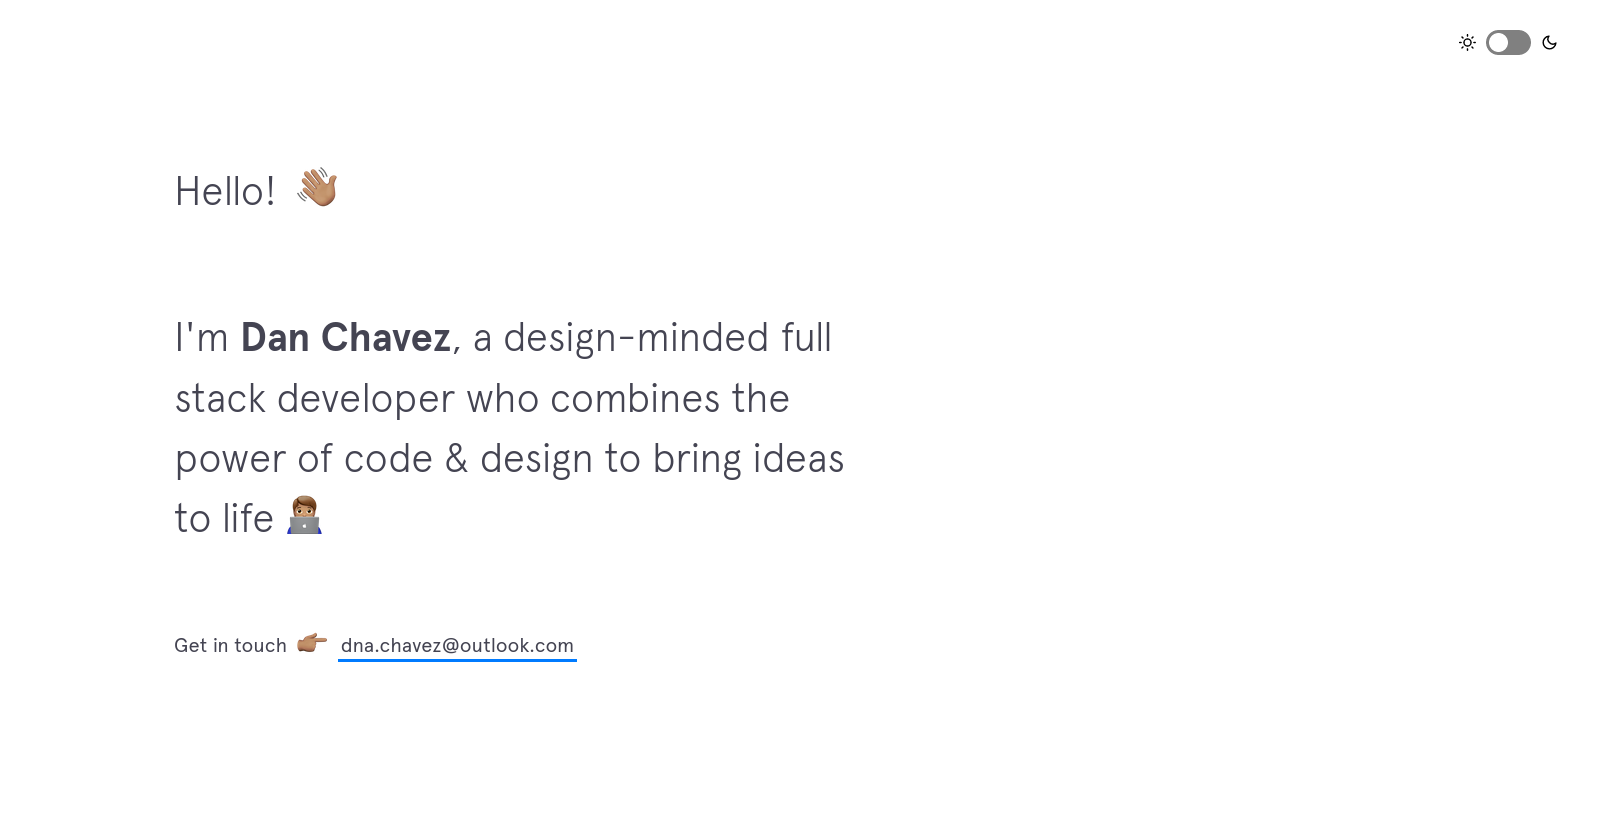 Hello! 👋🏽
I'm Dan Chavez, a design-minded full
stack developer who combines the
power of code & design to bring ideas
to life 👨🏽‍💻
Get in touch 👉🏽 dna.chavez@outlook.com